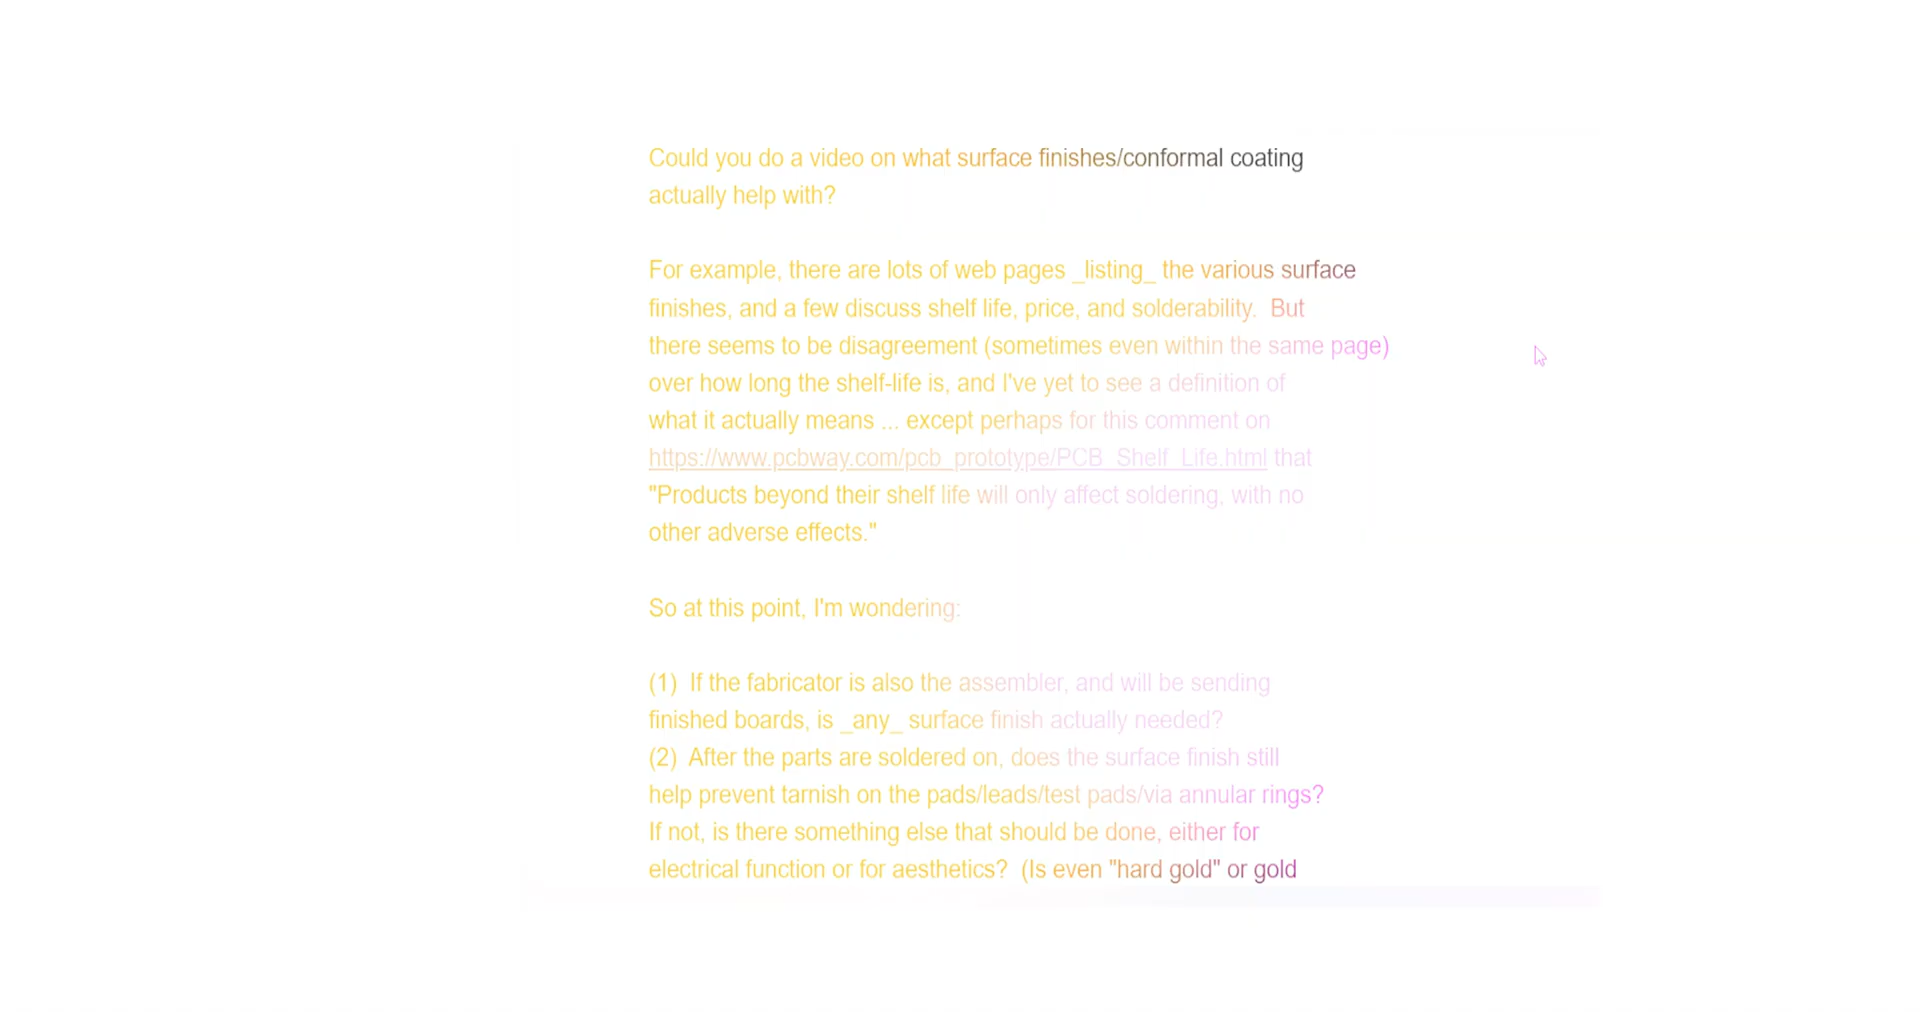 Could you do a video on what surface finishes/conformal coating
actually help with?
For example, there are lots of web pages _listing_ the various surface
finishes, and a few discuss shelf life, price, and solderability.  But
there seems to be disagreement (sometimes even within the same page)
over how long the shelf-life is, and I've yet to see a definition of
what it actually means ... except perhaps for this comment on
https://www.pcbway.com/pcb_prototype/PCB_Shelf_Life.html that
"Products beyond their shelf life will only affect soldering, with no
other adverse effects."
So at this point, I'm wondering:
(1)  If the fabricator is also the assembler, and will be sending
finished boards, is _any_ surface finish actually needed?
(2)  After the parts are soldered on, does the surface finish still
help prevent tarnish on the pads/leads/test pads/via annular rings?
If not, is there something else that should be done, either for
electrical function or for aesthetics?  (Is even "hard gold" or gold